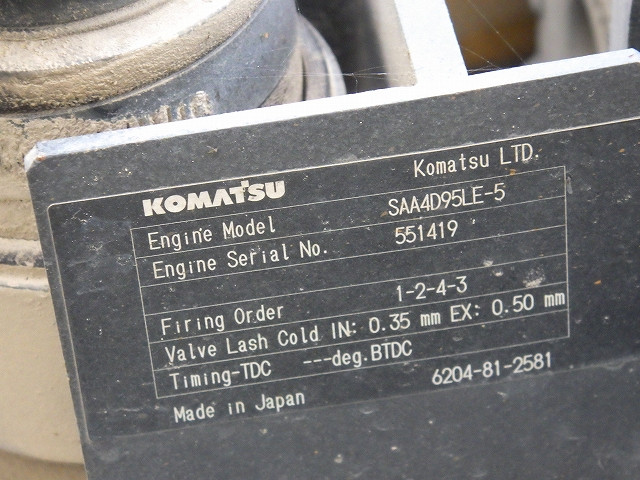 Komatsu LTD.
KOMATSU
Engine Model SAA4D95LE-5
Engine Serial No. 551419
Firing Order 1-2-4-3
Valve Lash Cold IN: 0.35 mm EX: 0.50 mm
Timing-TDC ---deg.BTDC
Made in Japan 6204-81-2581